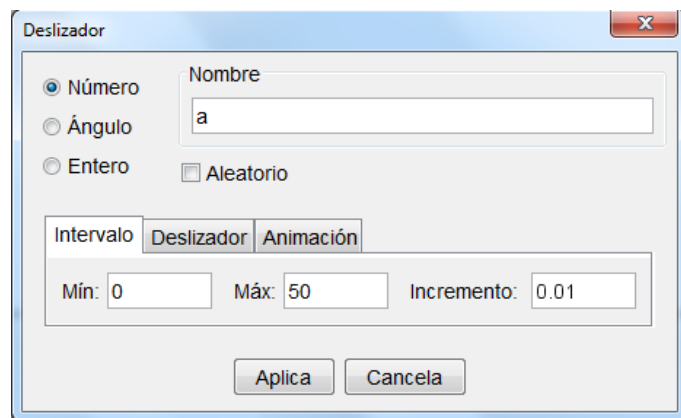 Deslizador
Número
Ángulo
Entero
Nombre
a
Aleatorio
Intervalo Deslizador Animación
Mín: 0 Máx: 50 Incremento: 0.01
Aplica Cancela